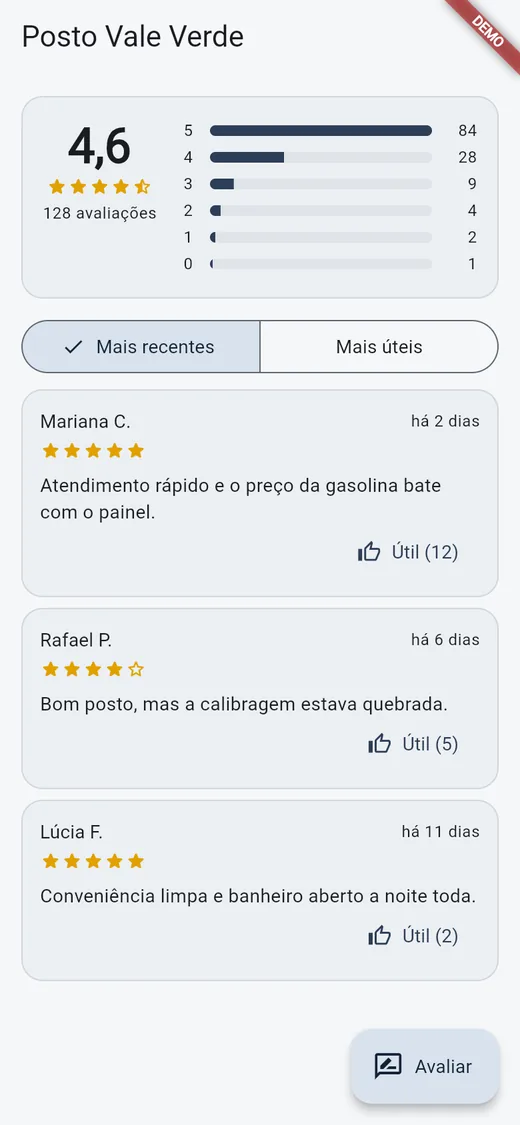 Posto Vale Verde
DEMO
4,6
128 avaliações
5 84
4 28
3 9
2 4
1 2
0 1
Mais recentes
Mais úteis
Mariana C.
há 2 dias
Atendimento rápido e o preço da gasolina bate
com o painel.
Útil (12)
Rafael P.
há 6 dias
Bom posto, mas a calibragem estava quebrada.
Útil (5)
Lúcia F.
há 11 dias
Conveniência limpa e banheiro aberto a noite toda.
Útil (2)
Avaliar